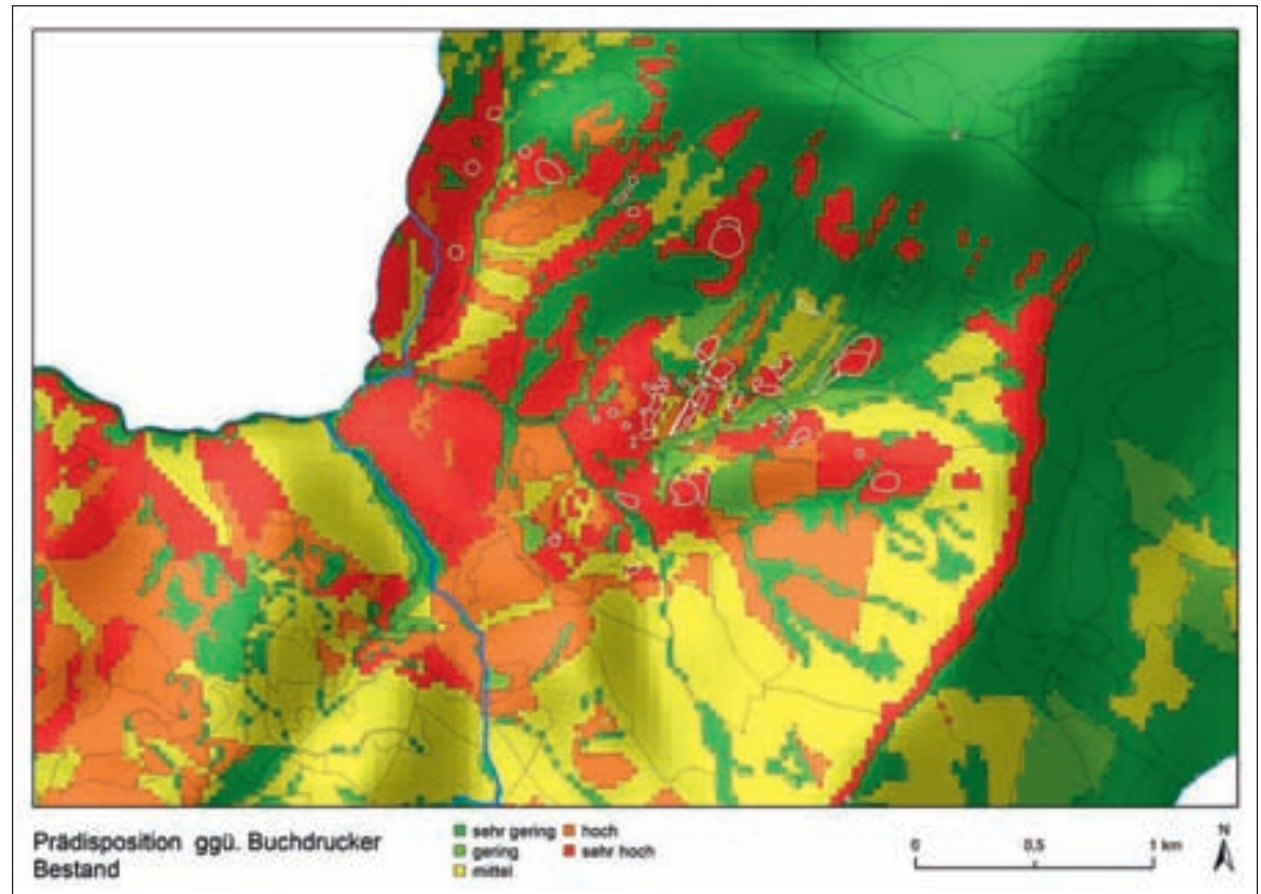 Prädisposition ggü. Buchdrucker
Bestand
sehr gering
gering
mittel
hoch
sehr hoch
0 0,5 1 km
N